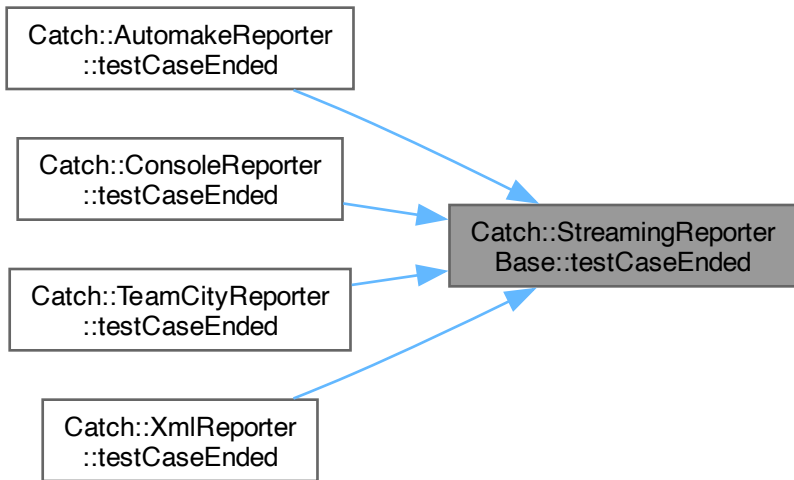 Catch::AutomakeReporter
::testCaseEnded
Catch::ConsoleReporter
::testCaseEnded
Catch::StreamingReporter
Base::testCaseEnded
Catch::TeamCityReporter
::testCaseEnded
Catch::XmlReporter
::testCaseEnded